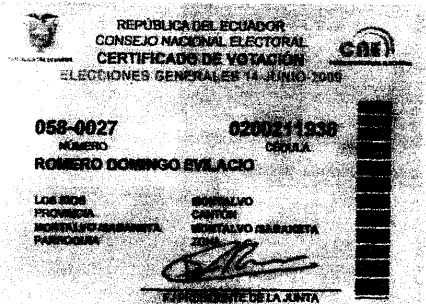 REPÚBLICA DEL ECUADOR
CONSEJO NACIONAL ELECTORAL
CERTIFICADO DE VOTACIÓN
ELECCIONES GENERALES 14-JUNIO-2009
CNE
058-0027 0200211938
NÚMERO CÉDULA
ROMERO DOMINGO EVILACIO
LOS RIOS MONTALVO
PROVINCIA CANTÓN
MONTALVO /SABANETA MONTALVO /SABANETA
PARROQUIA ZONA
F.) PRESIDENTE DE LA JUNTA